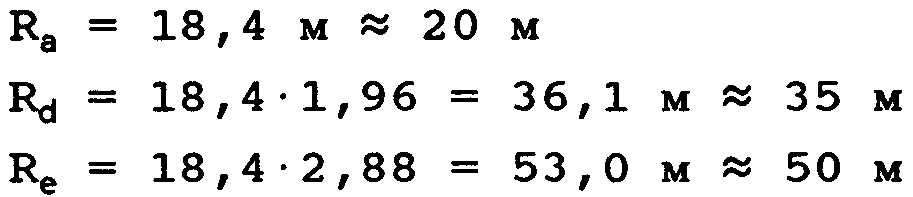 Rₐ = 18,4 м ≈ 20 м
R_d = 18,4·1,96 = 36,1 м ≈ 35 м
Rₑ = 18,4·2,88 = 53,0 м ≈ 50 м